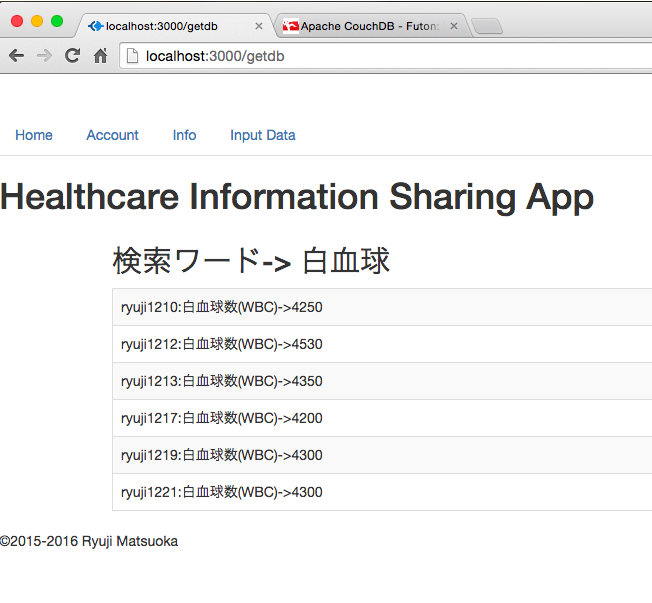 localhost:3000/getdb
Apache CouchDB - Futon:
localhost:3000/getdb
Home Account Info Input Data
Healthcare Information Sharing App
検索ワード-> 白血球
ryuji1210:白血球数(WBC)->4250
ryuji1212:白血球数(WBC)->4530
ryuji1213:白血球数(WBC)->4350
ryuji1217:白血球数(WBC)->4200
ryuji1219:白血球数(WBC)->4300
ryuji1221:白血球数(WBC)->4300
©2015-2016 Ryuji Matsuoka